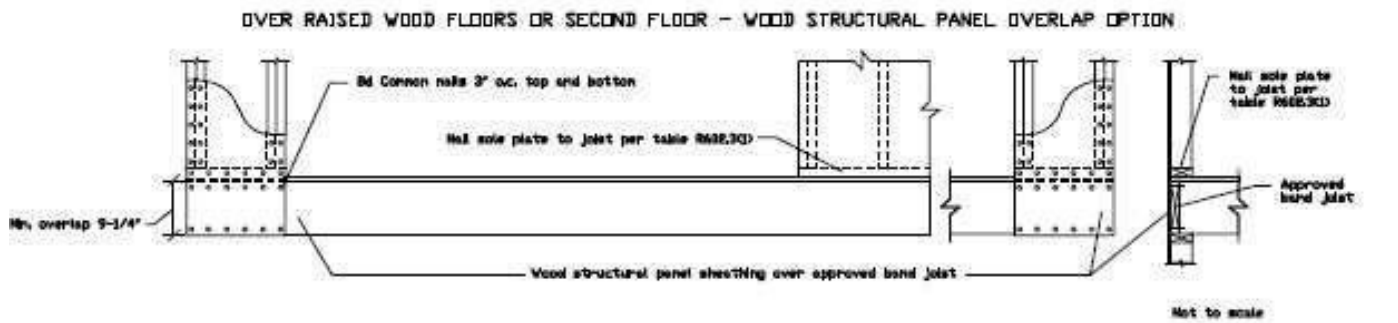 OVER RAISED WOOD FLOORS OR SECOND FLOOR - WOOD STRUCTURAL PANEL OVERLAP OPTION
8d Common nails 3" o.c. top and bottom
Nail sole plate
to joist per
table R602.3(1)
Nail sole plate to joist per table R602.3(1)
Approved
band joist
Min. overlap 9-1/4"
Wood structural panel sheathing over approved band joist
Not to scale